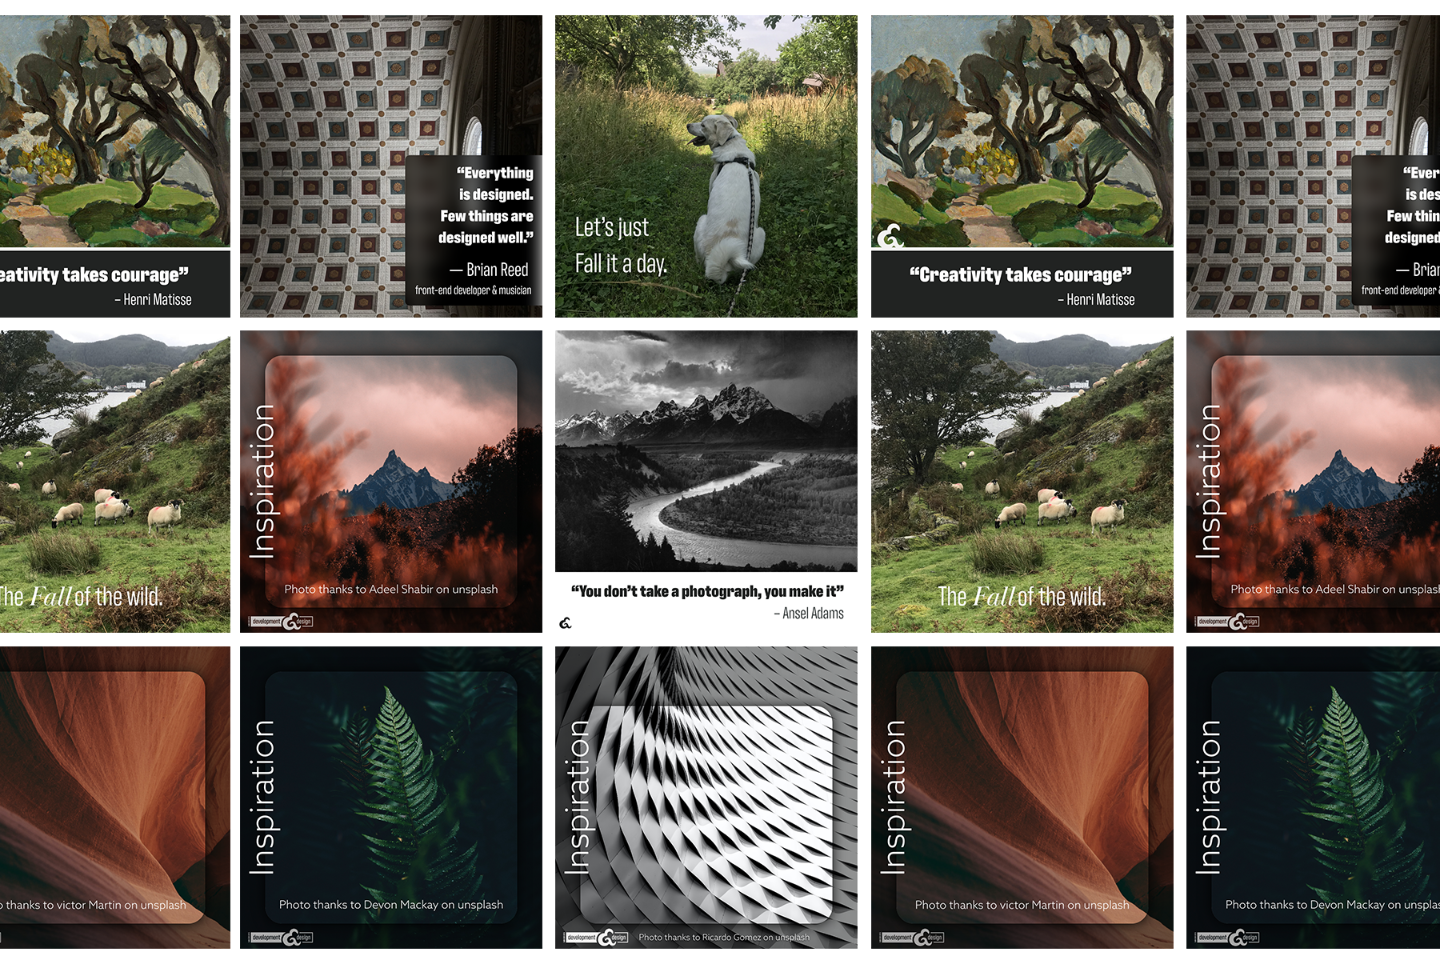 eativity takes courage”
– Henri Matisse
“Everything
is designed.
Few things are
designed well.”
— Brian Reed
front-end developer & musician
Let’s just
Fall it a day.
“Creativity takes courage”
– Henri Matisse
“Ever
is des
Few thin
designed
— Brian
front-end developer &
The Fall of the wild.
Inspiration
Photo thanks to Adeel Shabir on unsplash
development & design
“You don’t take a photograph, you make it”
– Ansel Adams
&
The Fall of the wild.
Inspiration
Photo thanks to Adeel Shabir on unsplash
development & design
o thanks to victor Martin on unsplash
Inspiration
Photo thanks to Devon Mackay on unsplash
development & design
Inspiration
development & design
Photo thanks to Ricardo Gomez on unsplash
Inspiration
Photo thanks to victor Martin on unsplash
development & design
Inspiration
Photo thanks to Devon Mackay on unsplas
development & design